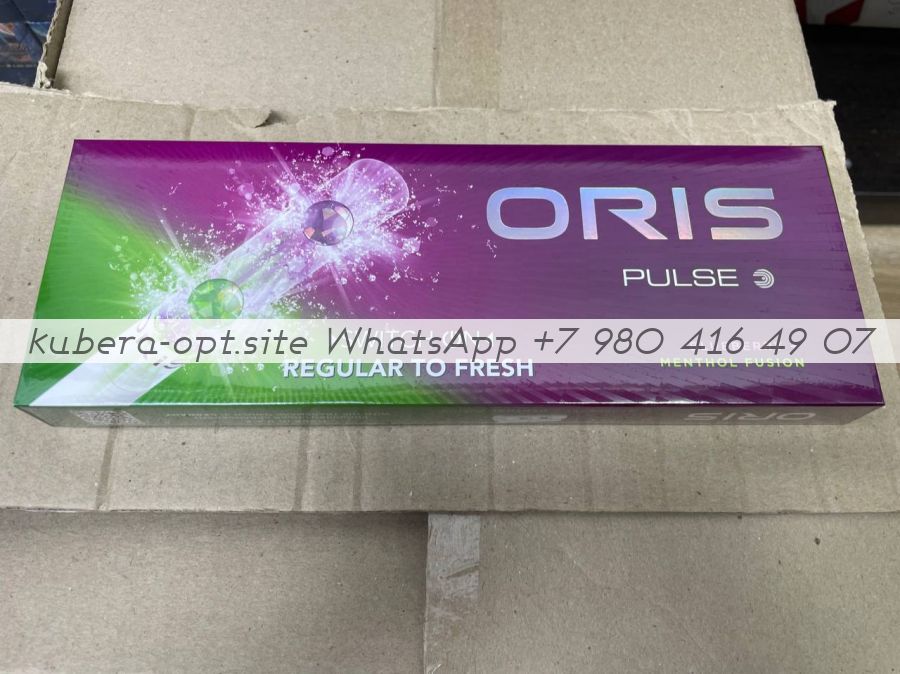 ORIS
PULSE
kubera-opt.site WhatsApp +7 980 416 49 07
REGULAR TO FRESH
MENTHOL FUSION
ORIS